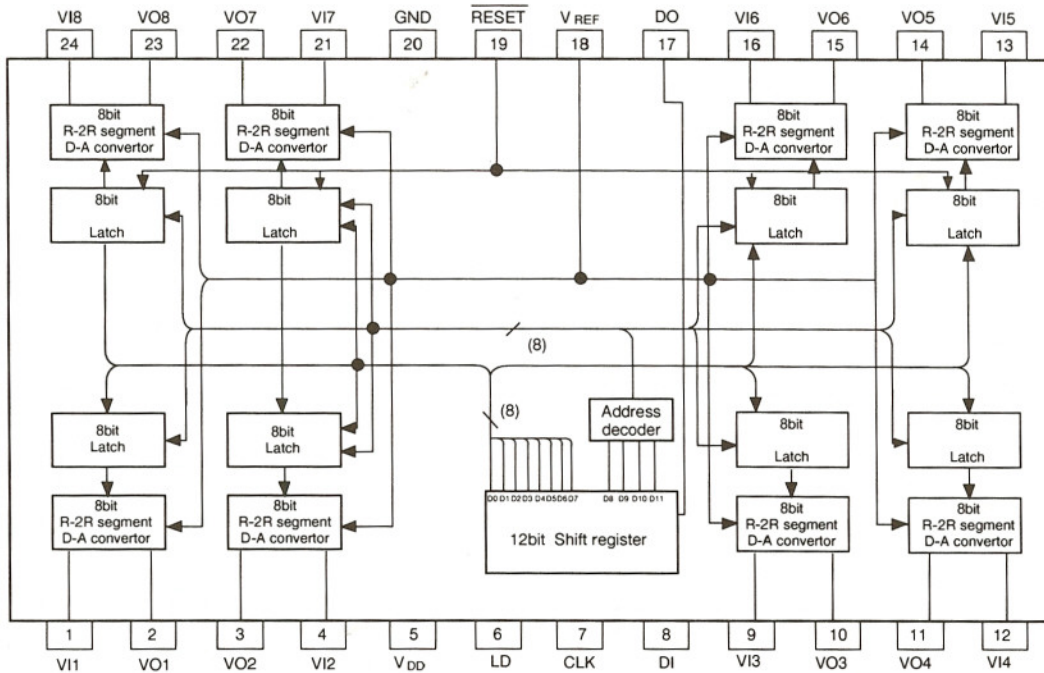 VI8 VO8 VO7 VI7 GND RESET V REF DO VI6 VO6 VO5 VI5
24 23 22 21 20 19 18 17 16 15 14 13
8bit
R-2R segment
D-A convertor
8bit
R-2R segment
D-A convertor
8bit
R-2R segment
D-A convertor
8bit
R-2R segment
D-A convertor
8bit
Latch
8bit
Latch
8bit
Latch
8bit
Latch
(8)
(8)
Address
decoder
8bit
Latch
8bit
Latch
8bit
Latch
8bit
Latch
D0 D1 D2 D3 D4 D5 D6 D7 D8 D9 D10 D11
12bit Shift register
8bit
R-2R segment
D-A convertor
8bit
R-2R segment
D-A convertor
8bit
R-2R segment
D-A convertor
8bit
R-2R segment
D-A convertor
1 2 3 4 5 6 7 8 9 10 11 12
VI1 VO1 VO2 VI2 V DD LD CLK DI VI3 VO3 VO4 VI4